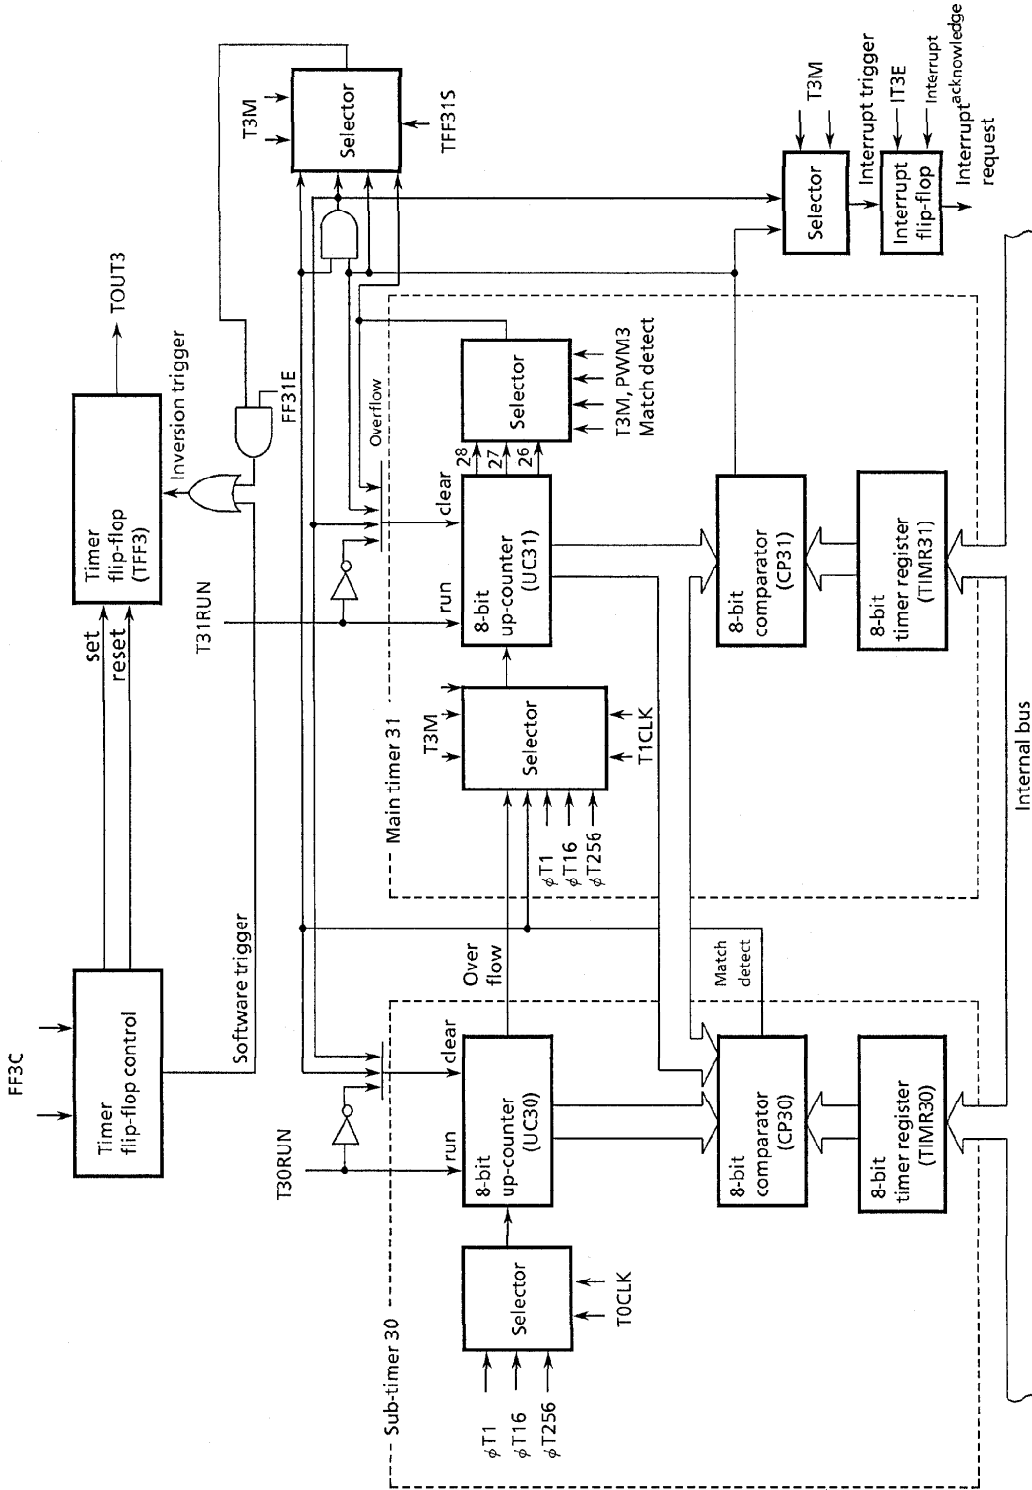 FF3C
Timer
flip-flop control
set
reset
Timer
flip-flop
(TFF3)
TOUT3
Inversion trigger
FF31E
Software trigger
T30RUN
T31RUN
Overflow
T3M
Selector
TFF31S
Sub-timer 30
φT1
φT16
φT256
Selector
T0CLK
run
clear
8-bit
up-counter
(UC30)
Over
flow
Main timer 31
T3M
φT1
φT16
φT256
Selector
T1CLK
run
clear
8-bit
up-counter
(UC31)
28
27
26
Selector
T3M, PWM3
Match detect
8-bit
comparator
(CP30)
Match
detect
8-bit
comparator
(CP31)
8-bit
timer register
(TIMR30)
8-bit
timer register
(TIMR31)
Selector
T3M
Interrupt trigger
Interrupt
flip-flop
IT3E
Interrupt
acknowledge
Interrupt
request
Internal bus